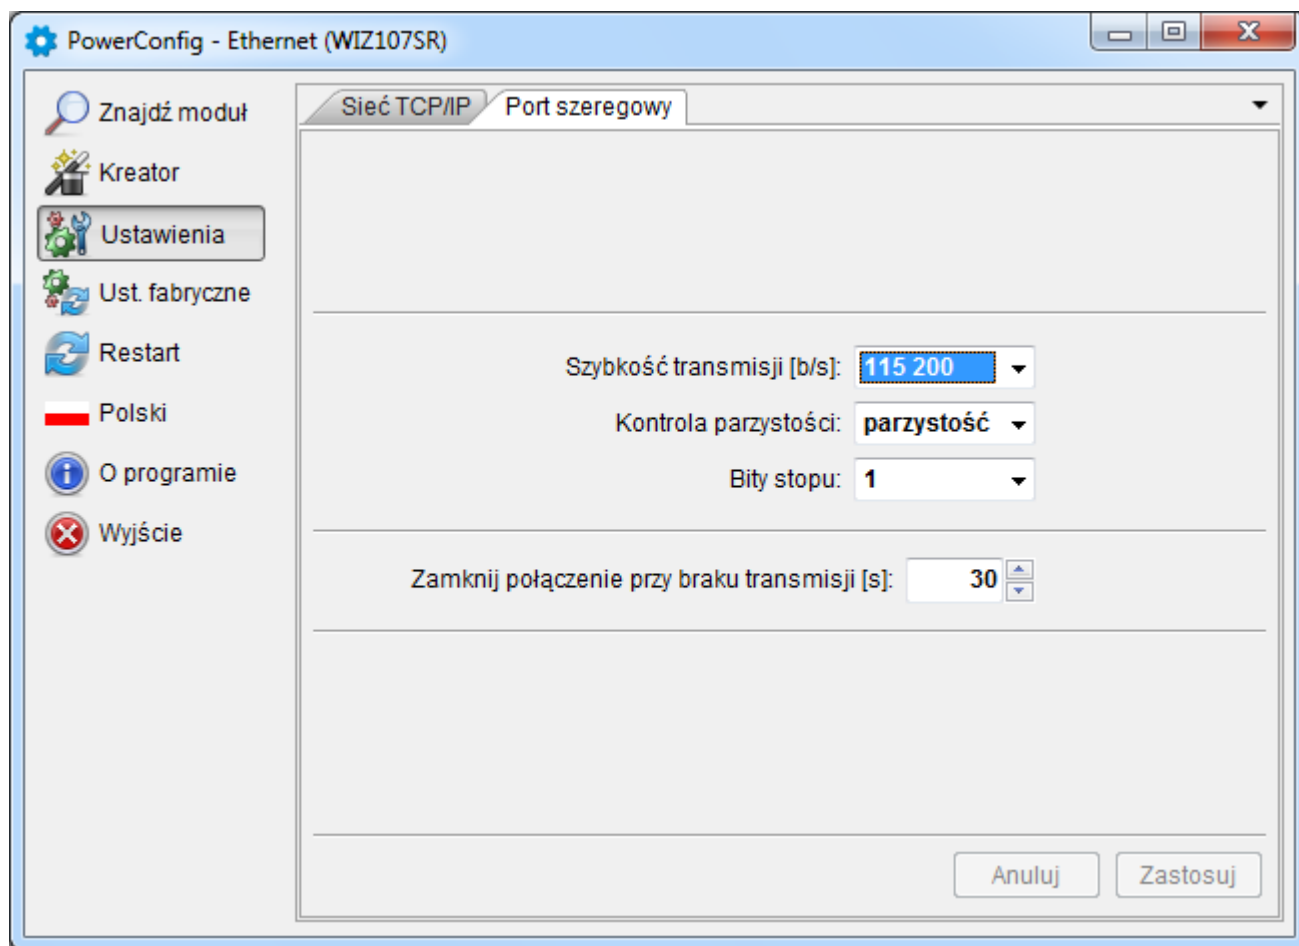 PowerConfig - Ethernet (WIZ107SR)
Znajdź moduł
Kreator
Ustawienia
Ust. fabryczne
Restart
Polski
O programie
Wyjście
Sieć TCP/IP Port szeregowy
Szybkość transmisji [b/s]: 115 200
Kontrola parzystości: parzystość
Bity stopu: 1
Zamknij połączenie przy braku transmisji [s]: 30
Anuluj Zastosuj